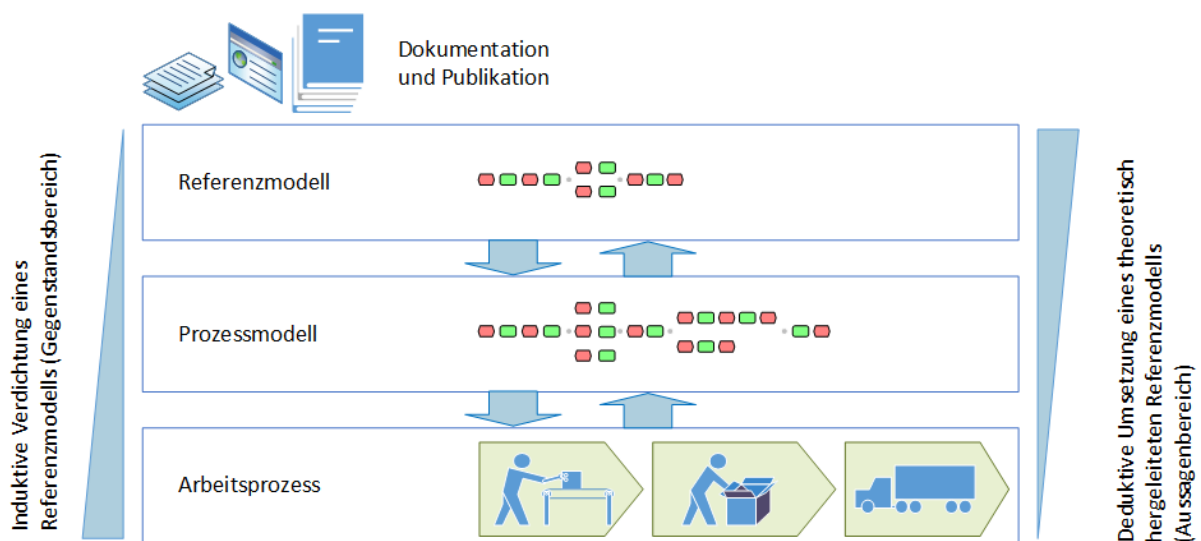 Dokumentation
und Publikation
Induktive Verdichtung eines
Referenzmodells (Gegenstandsbereich)
Referenzmodell
Prozessmodell
Arbeitsprozess
Deduktive Umsetzung eines theoretisch
hergeleiteten Referenzmodells
(Aussagenbereich)